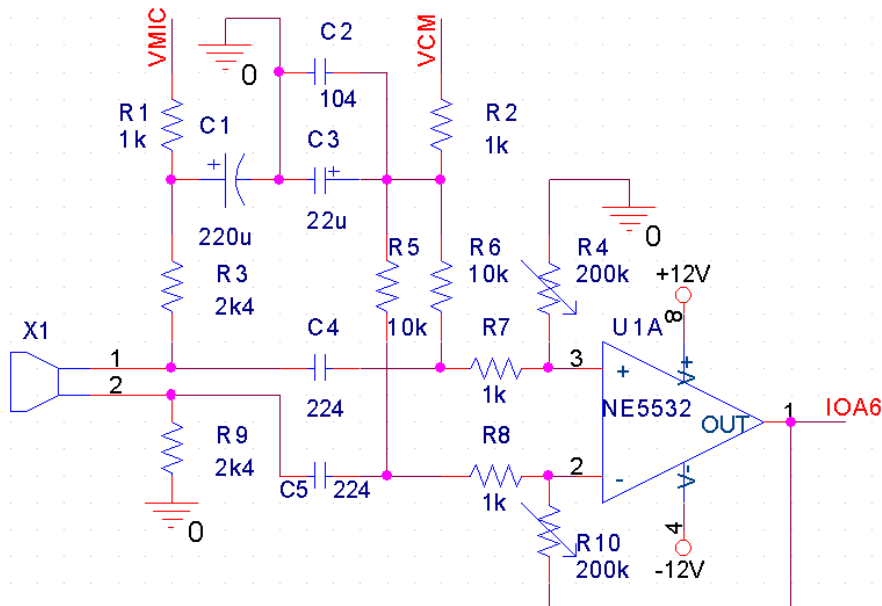 VMIC
0
C2
104
VCM
R1
1k
C1
220u
C3
22u
R2
1k
R3
2k4
R5
10k
R6
10k
R4
200k
0
+12V
8
X1
1
2
C4
224
R7
1k
U1A
3
+
V+
NE5532
OUT
1
IOA6
R9
2k4
0
C5
224
R8
1k
2
-
V-
4
-12V
R10
200k